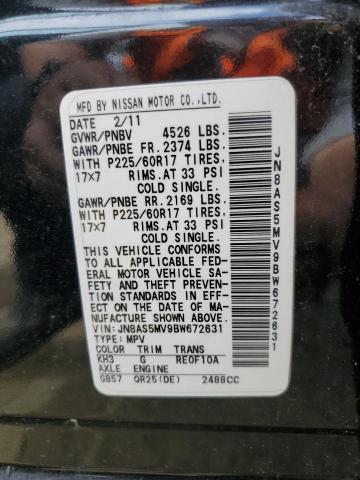 MFD BY NISSAN MOTOR CO.,LTD.
DATE 2/11
GVWR/PNBV 4526 LBS.
GAWR/PNBE FR. 2374 LBS.
WITH P225/60R17 TIRES,
17×7 RIMS.AT 33 PSI
COLD SINGLE.
GAWR/PNBE RR. 2169 LBS.
WITH P225/60R17 TIRES,
17×7 RIMS.AT 33 PSI
COLD SINGLE.
THIS VEHICLE CONFORMS
TO ALL APPLICABLE FED-
ERAL MOTOR VEHICLE SA-
FETY AND THEFT PREVEN-
TION STANDARDS IN EFF-
ECT ON THE DATE OF MA-
NUFACTURE SHOWN ABOVE.
VIN:JN8AS5MV9BW672631
TYPE:MPV
COLOR TRIM TRANS
KH3 G RE0F10A
AXLE ENGINE
GB57 QR25(DE) 2488CC
JN8AS5MV9BW672631